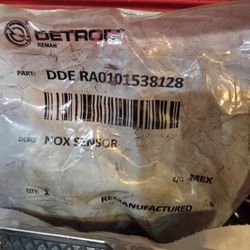 DETROIT
REMAN
PART: DDE RA0101538128
DESC: NOX SENSOR
C/O MEX
QTY: 1
REMANUFACTURED